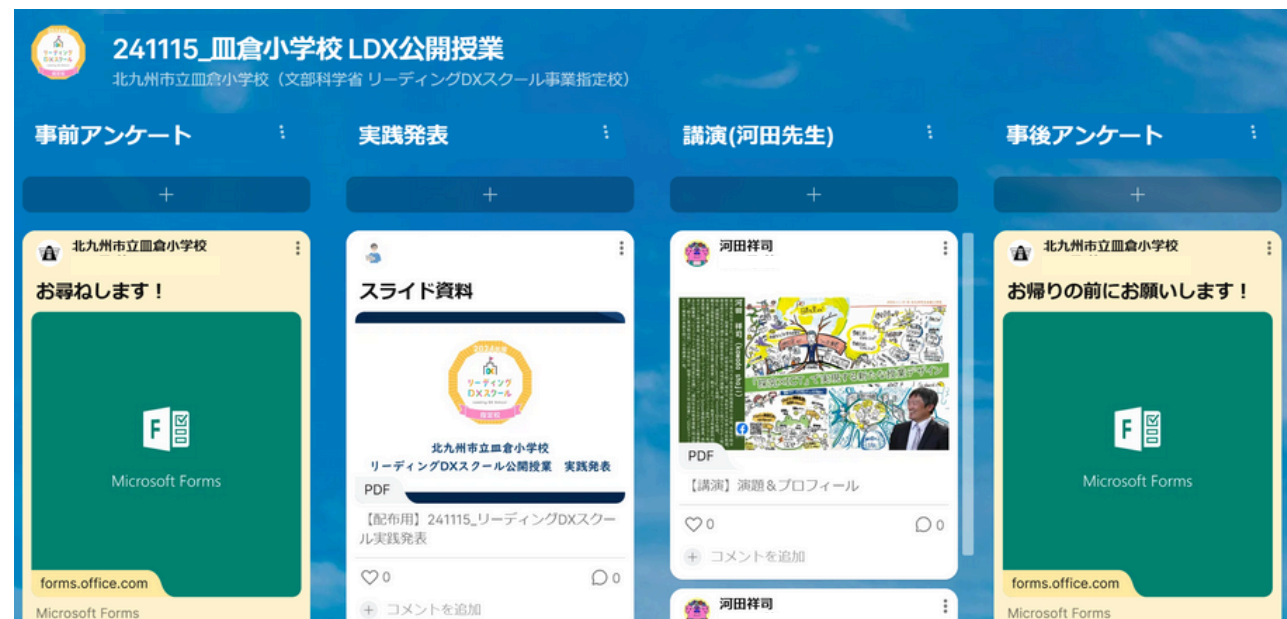 241115_皿倉小学校 LDX公開授業
北九州市立皿倉小学校（文部科学省 リーディングDXスクール事業指定校）
事前アンケート
実践発表
講演(河田先生)
事後アンケート
北九州市立皿倉小学校
お尋ねします！
F
Microsoft Forms
forms.office.com
Microsoft Forms
スライド資料
2024年度
リーディング
DXスクール
指定校
北九州市立皿倉小学校
リーディングDXスクール公開授業　実践発表
PDF
【配布用】241115_リーディングDXスクー
ル実践発表
0
0
コメントを追加
河田祥司
河田 祥司 (kawada shoji)
PDF
【講演】演題＆プロフィール
0
0
コメントを追加
河田祥司
北九州市立皿倉小学校
お帰りの前にお願いします！
F
Microsoft Forms
forms.office.com
Microsoft Forms